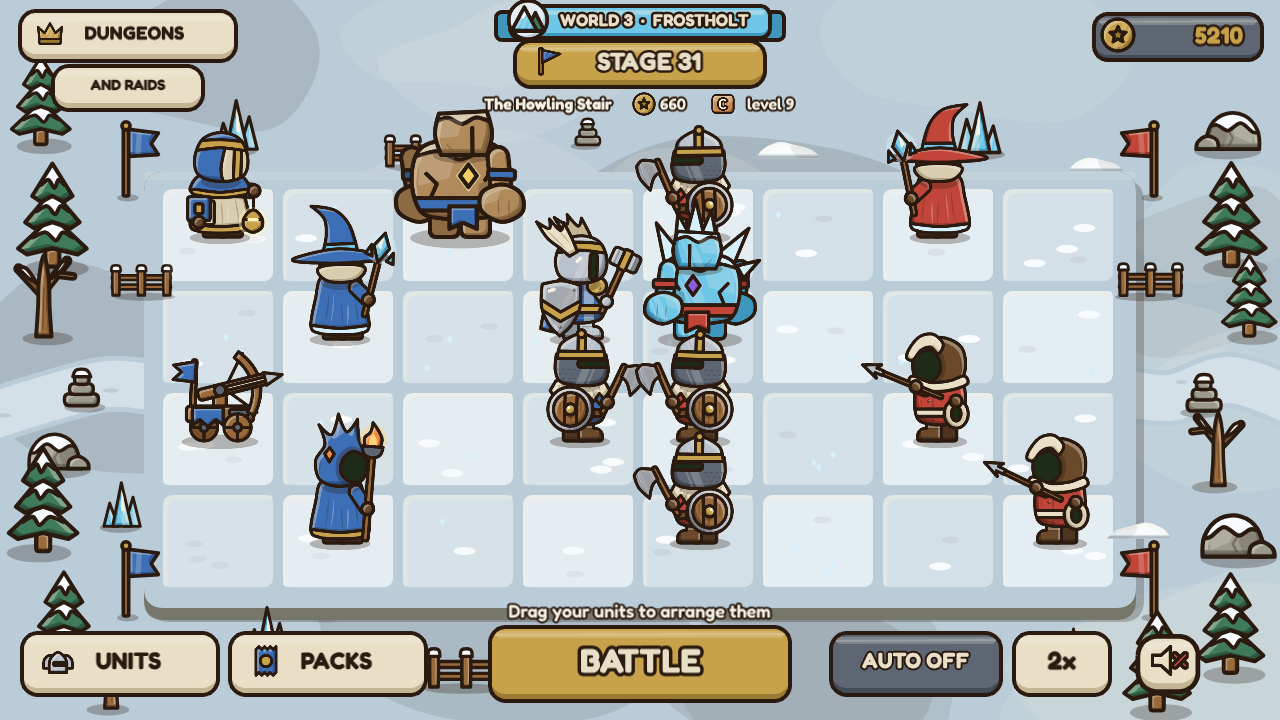 DUNGEONS
AND RAIDS
WORLD 3 • FROSTHOLT
STAGE 31
The Howling Stair 660 C level 9
5210
Drag your units to arrange them
UNITS
PACKS
BATTLE
AUTO OFF
2x